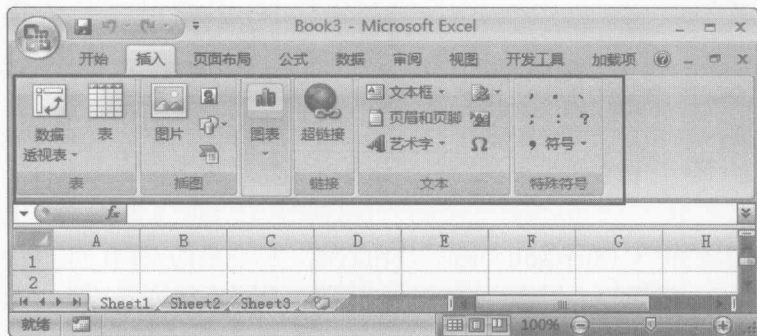 Book3 - Microsoft Excel
开始 插入 页面布局 公式 数据 审阅 视图 开发工具 加载项
数据透视表 表 图片 图表 超链接 文本框 页眉和页脚 艺术字 Ω , 。 、 ; : ? , 符号
表 插图 链接 文本 特殊符号
fx
A B C D E F G H
1
2
Sheet1 Sheet2 Sheet3
就绪 100%